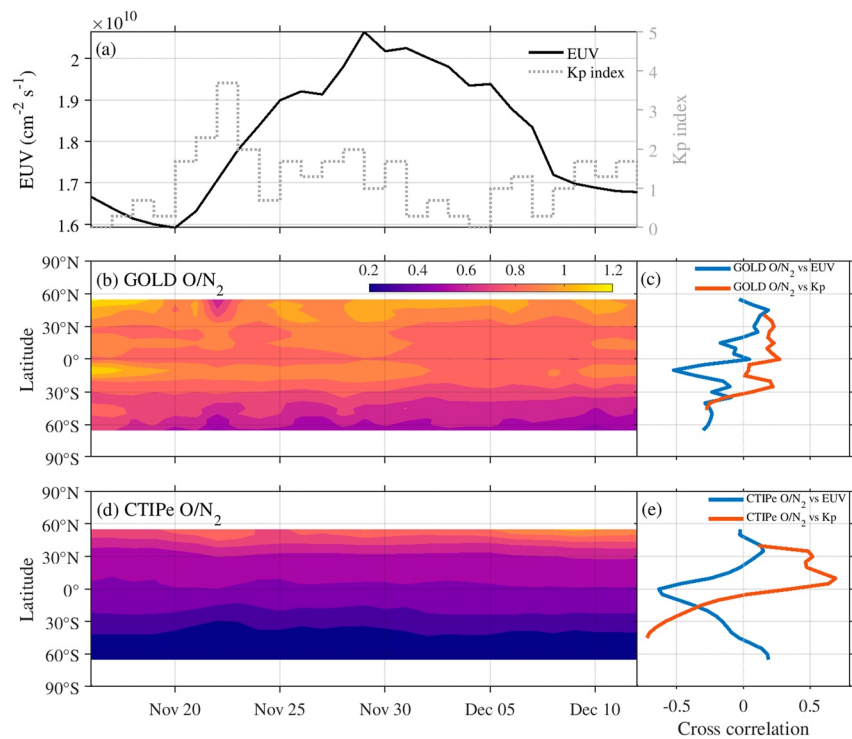 ×10¹⁰
(a)
EUV
Kp index
2
1.9
1.8
1.7
1.6
EUV (cm⁻² s⁻¹)
5
4
3
2
1
0
Kp index
90°N
60°N
30°N
0°
30°S
60°S
90°S
Latitude
(b) GOLD O/N₂
0.2 0.4 0.6 0.8 1 1.2
(c)
GOLD O/N₂ vs EUV
GOLD O/N₂ vs Kp
90°N
60°N
30°N
0°
30°S
60°S
90°S
Latitude
(d) CTIPe O/N₂
(e)
CTIPe O/N₂ vs EUV
CTIPe O/N₂ vs Kp
Nov 20 Nov 25 Nov 30 Dec 05 Dec 10
-0.5 0 0.5
Cross correlation